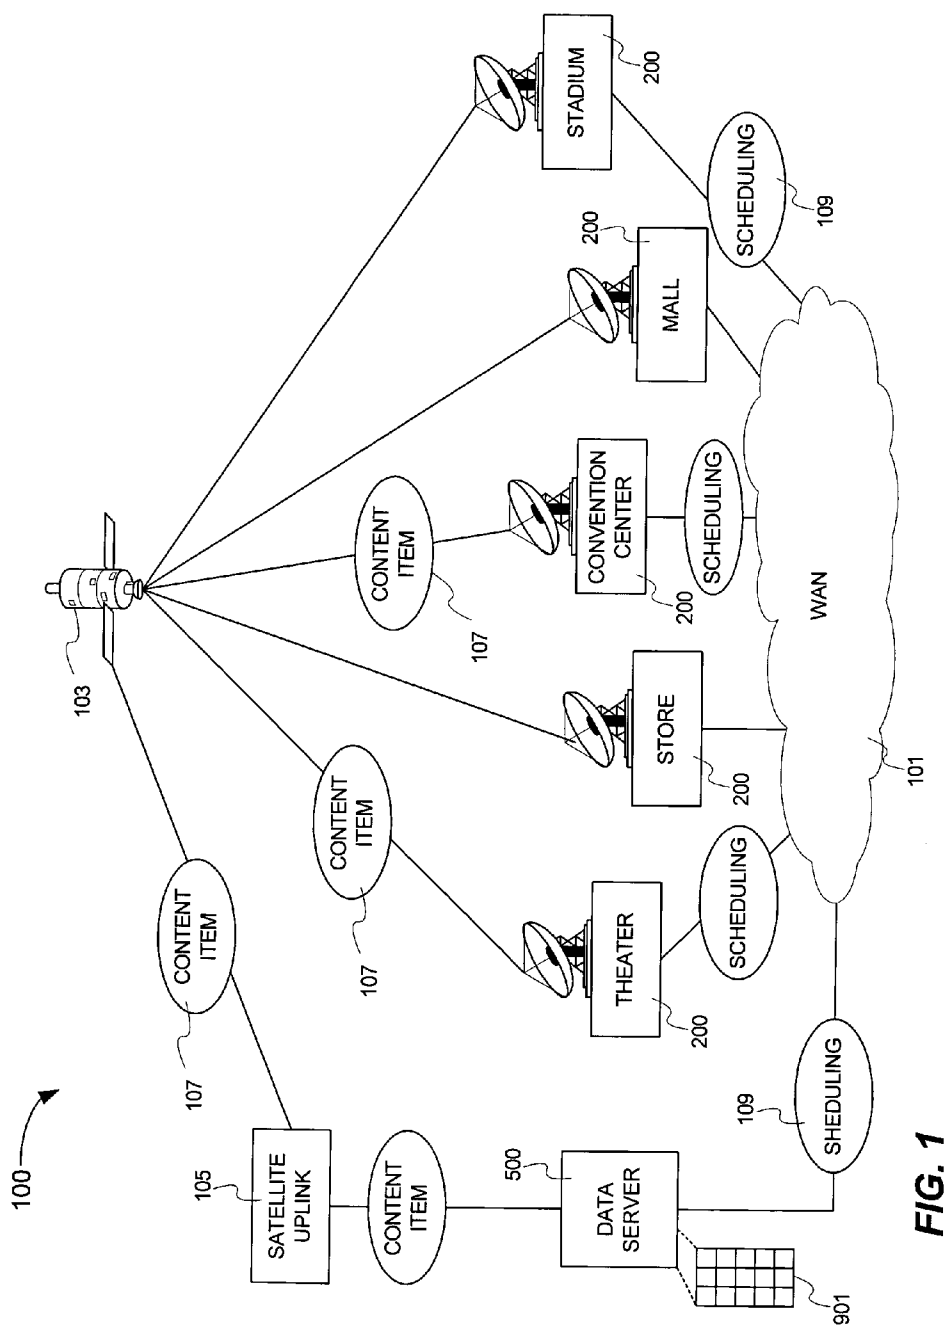 100
103
CONTENT
ITEM
107
CONTENT
ITEM
107
CONTENT
ITEM
107
SATELLITE
UPLINK
105
CONTENT
ITEM
DATA
SERVER
500
901
THEATER
200
STORE
200
CONVENTION
CENTER
200
MALL
200
STADIUM
200
SHEDULING
109
SCHEDULING
SCHEDULING
SCHEDULING
109
WAN
101
FIG. 1